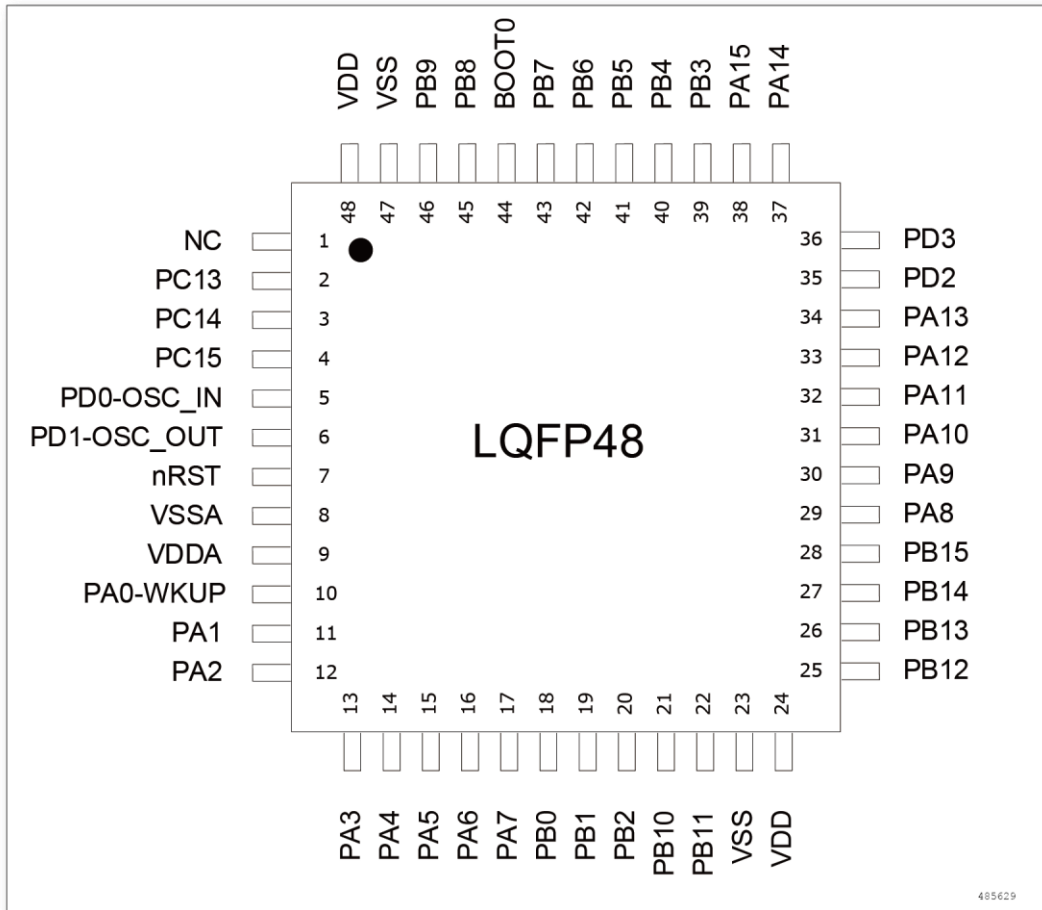 VDD
VSS
PB9
PB8
BOOT0
PB7
PB6
PB5
PB4
PB3
PA15
PA14
48
47
46
45
44
43
42
41
40
39
38
37
NC 1
PC13 2
PC14 3
PC15 4
PD0-OSC_IN 5
PD1-OSC_OUT 6
nRST 7
VSSA 8
VDDA 9
PA0-WKUP 10
PA1 11
PA2 12
LQFP48
36 PD3
35 PD2
34 PA13
33 PA12
32 PA11
31 PA10
30 PA9
29 PA8
28 PB15
27 PB14
26 PB13
25 PB12
13
14
15
16
17
18
19
20
21
22
23
24
PA3
PA4
PA5
PA6
PA7
PB0
PB1
PB2
PB10
PB11
VSS
VDD
485629